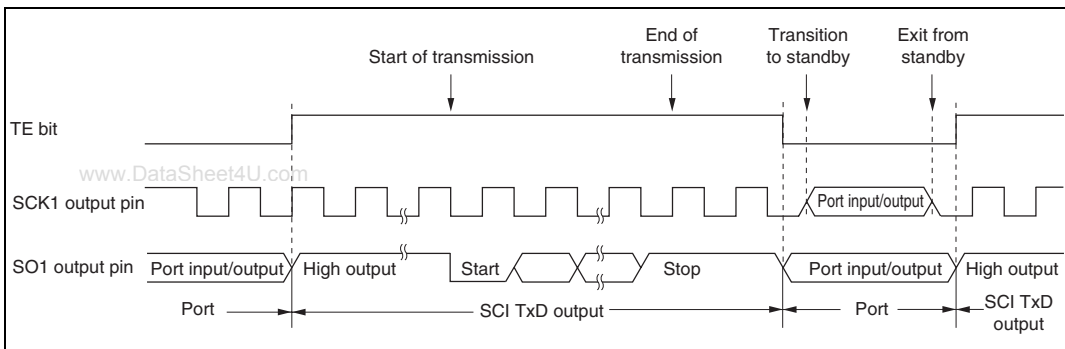 Start of transmission
End of
transmission
Transition
to standby
Exit from
standby
TE bit
www.DataSheet4U.com
SCK1 output pin
Port input/output
SO1 output pin
Port input/output
High output
Start
Stop
Port input/output
High output
Port
SCI TxD output
Port
SCI TxD
output